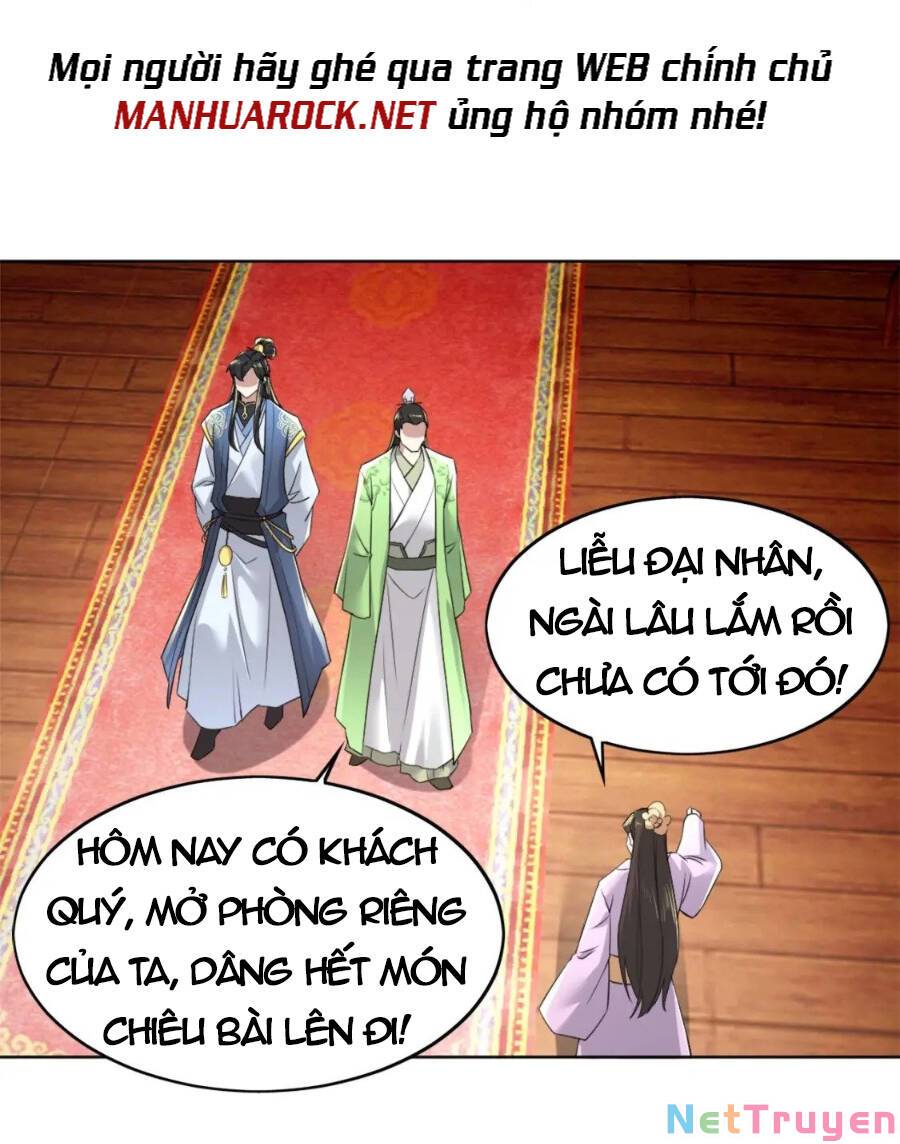 Mọi người hãy ghé qua trang WEB chính chủ
MANHUAROCK.NET ủng hộ nhóm nhé!
LIỄU ĐẠI NHÂN,
NGÀI LÂU LẮM RỒI
CHƯA CÓ TỚI ĐÓ!
HÔM NAY CÓ KHÁCH
QUÝ, MỞ PHÒNG RIÊNG
CỦA TA, DÂNG HẾT MÓN
CHIÊU BÀI LÊN ĐI!
NetTruyen